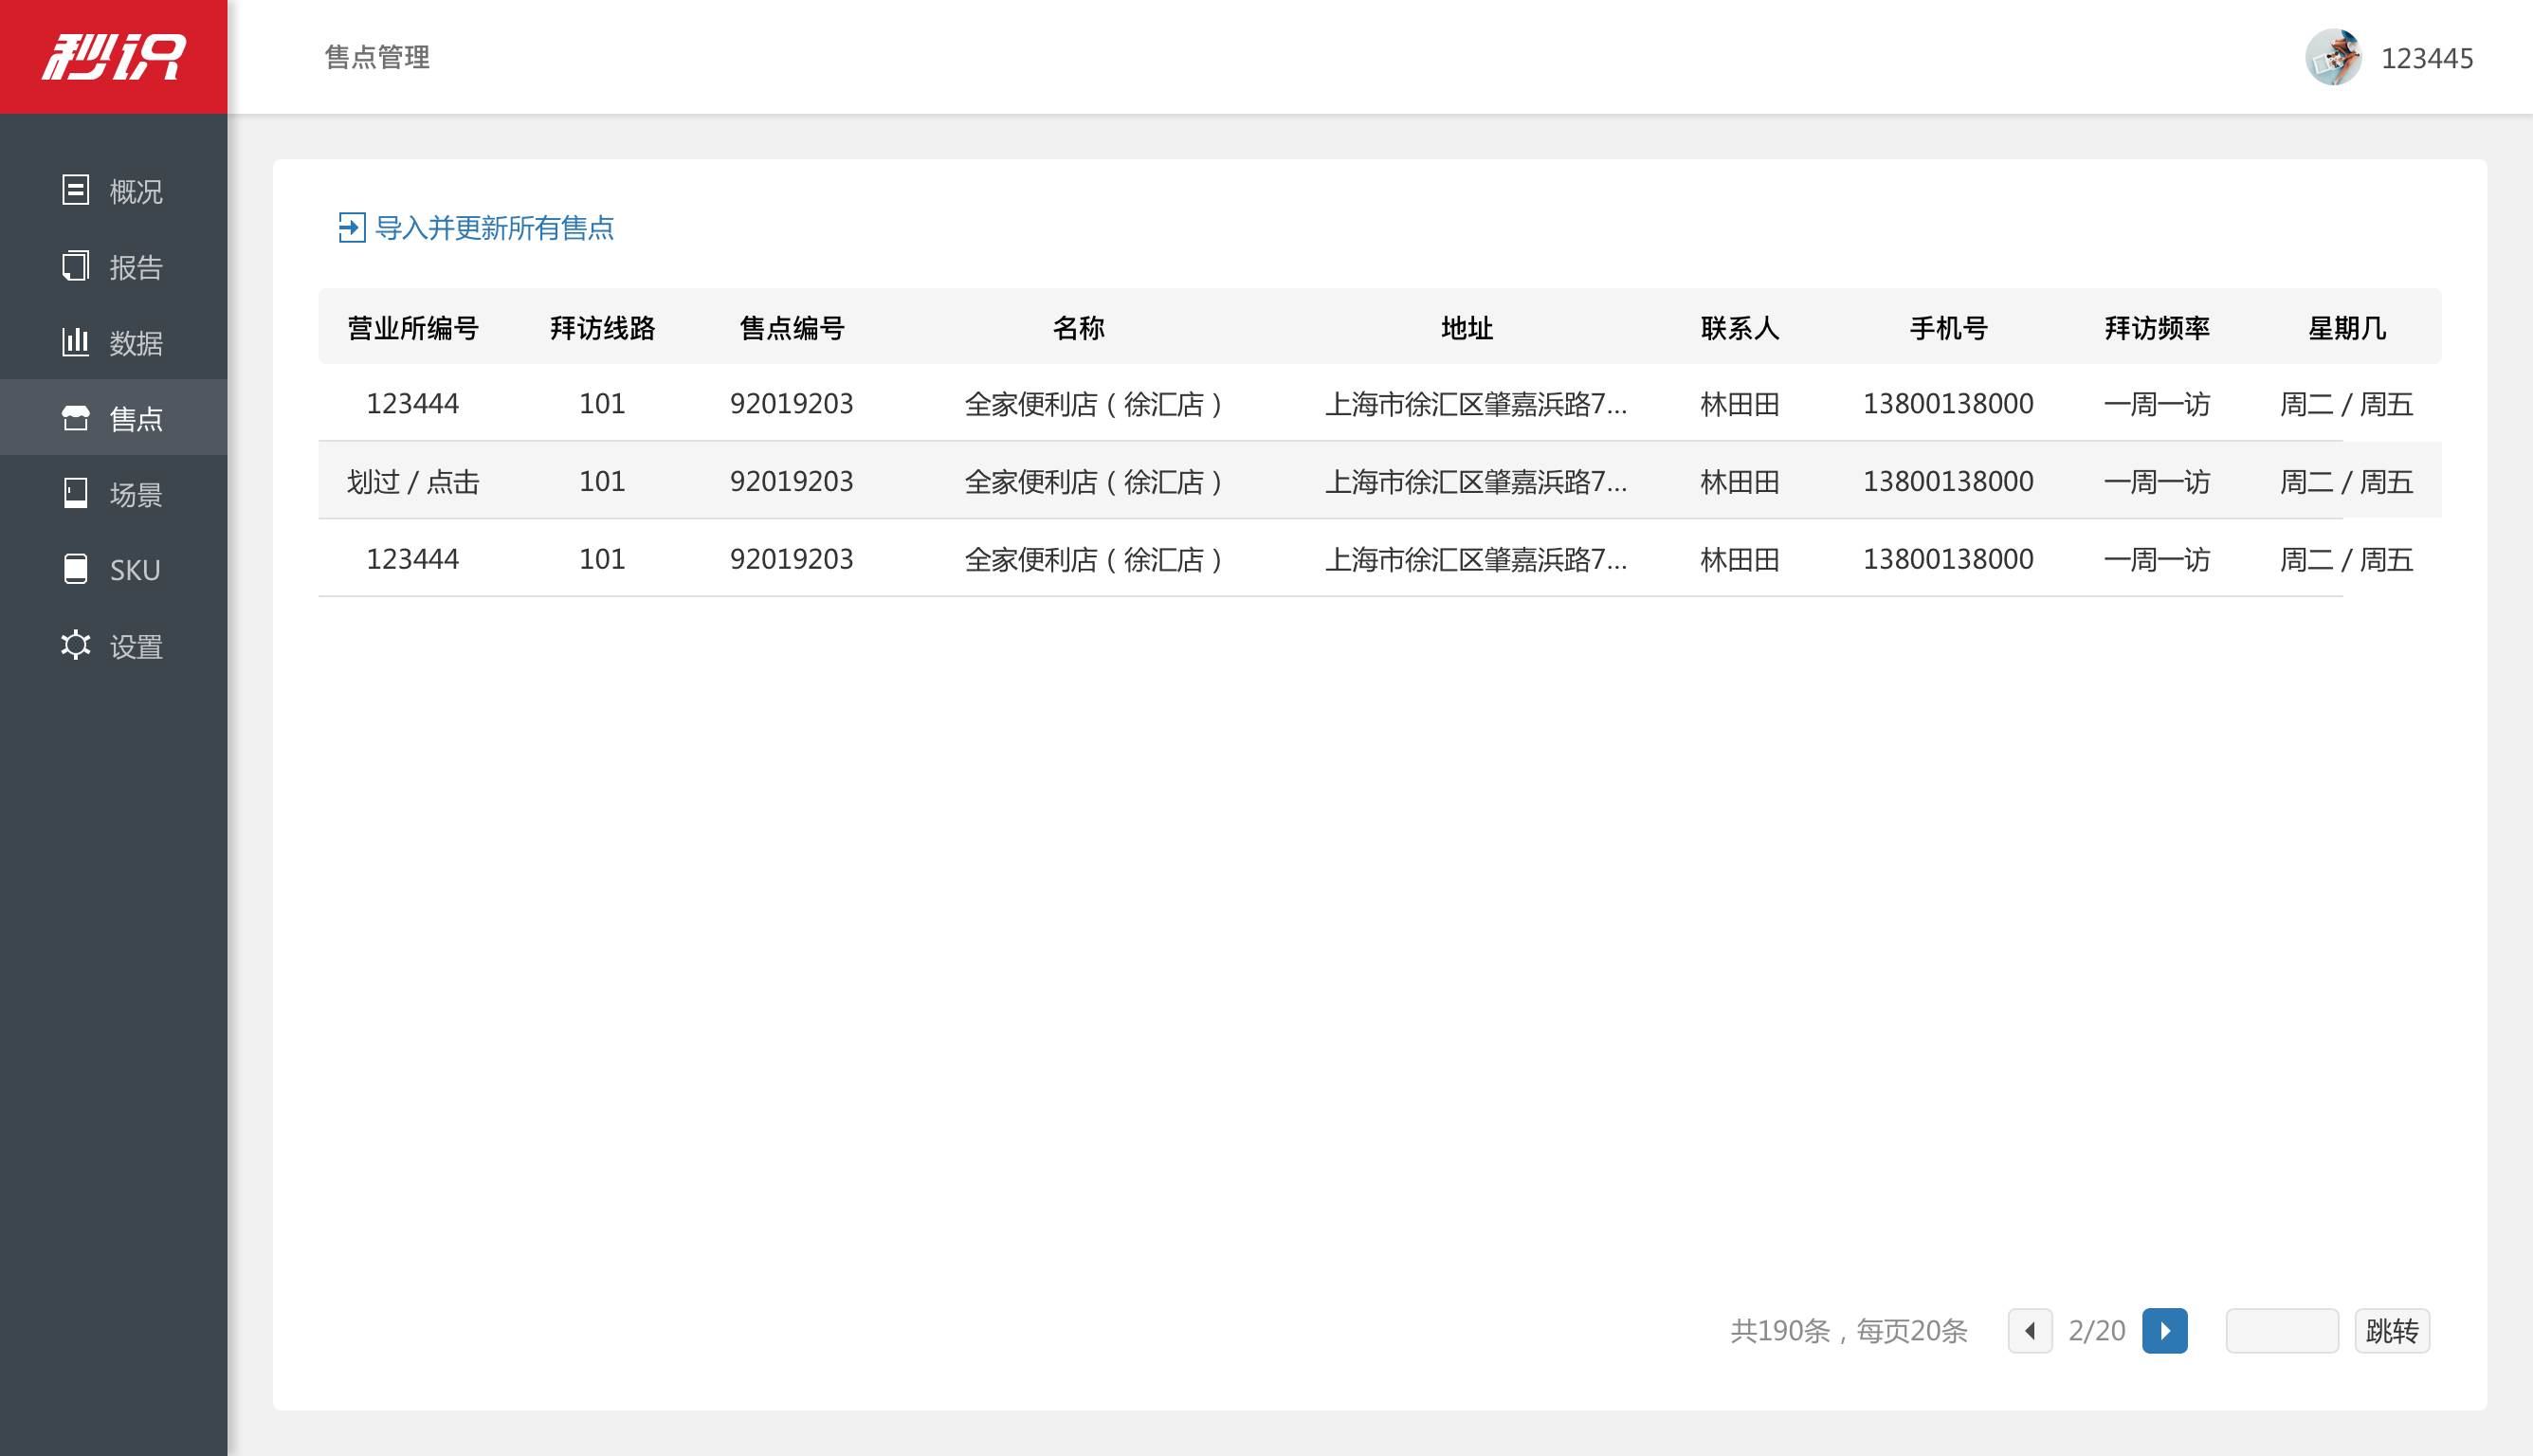 秒识
售点管理
123445
概况
报告
数据
售点
场景
SKU
设置
导入并更新所有售点
营业所编号 拜访线路 售点编号 名称 地址 联系人 手机号 拜访频率 星期几
123444 101 92019203 全家便利店（徐汇店） 上海市徐汇区肇嘉浜路7... 林田田 13800138000 一周一访 周二 / 周五
划过 / 点击 101 92019203 全家便利店（徐汇店） 上海市徐汇区肇嘉浜路7... 林田田 13800138000 一周一访 周二 / 周五
123444 101 92019203 全家便利店（徐汇店） 上海市徐汇区肇嘉浜路7... 林田田 13800138000 一周一访 周二 / 周五
共190条，每页20条 2/20 跳转